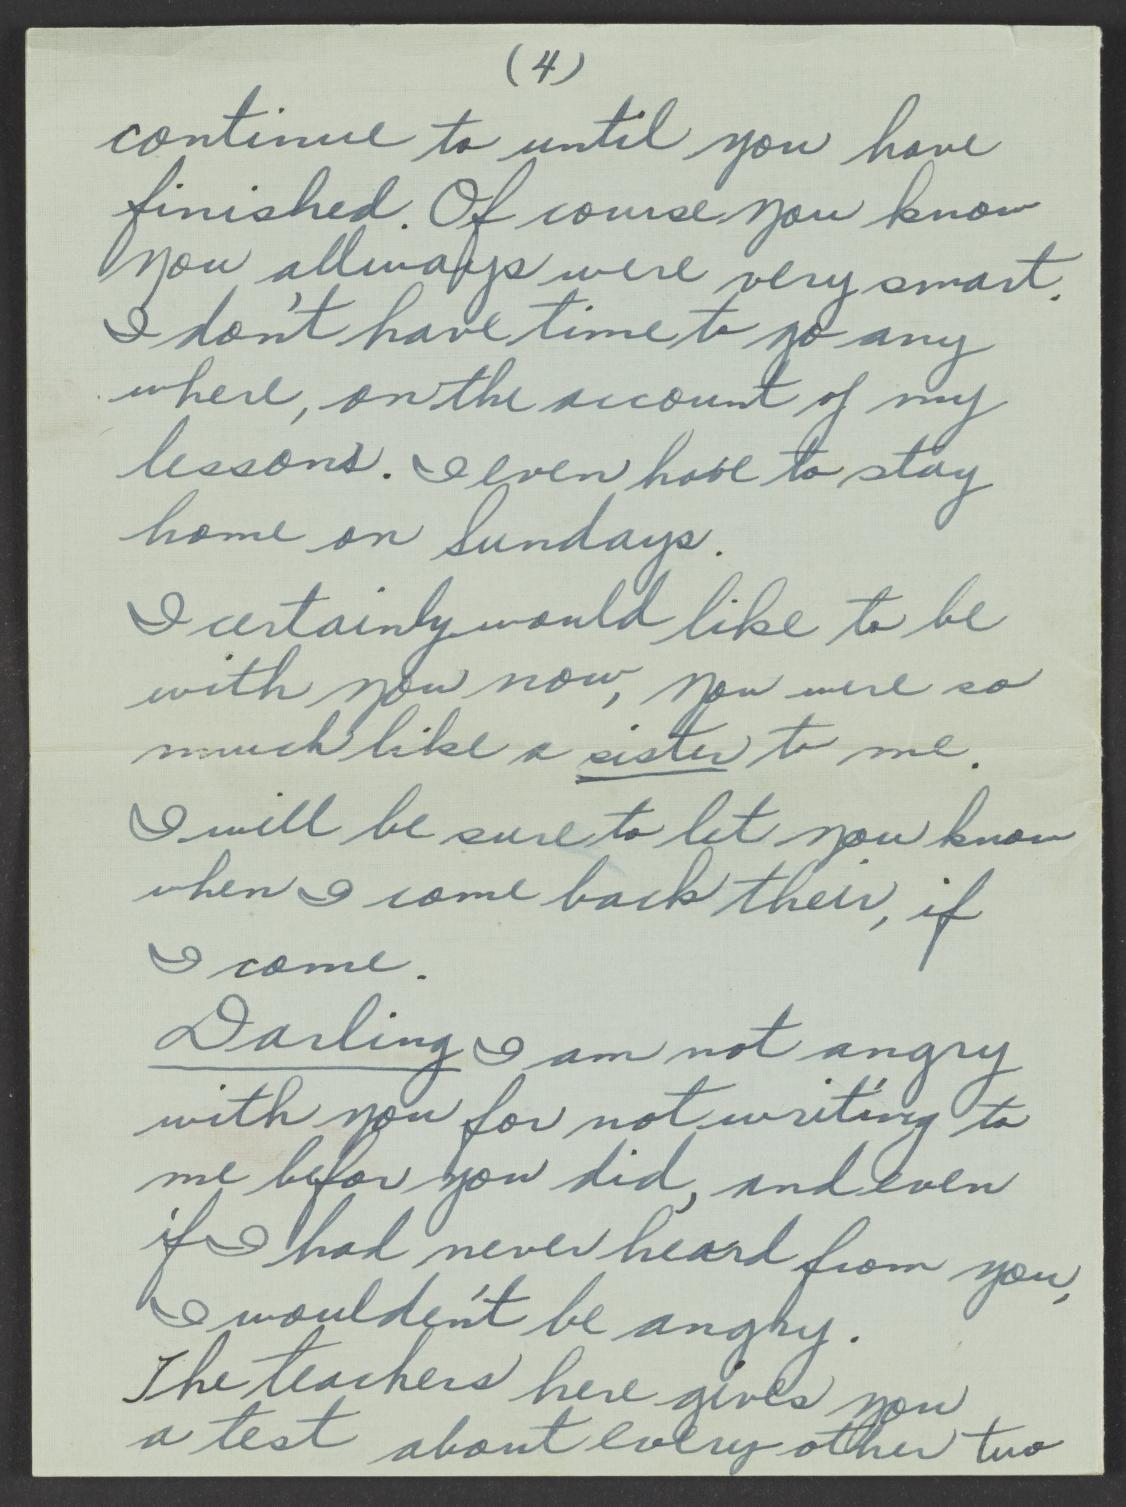 (4)
continue to until you have
finished. Of course you know
you allways were very smart.
I don't have time to go any
where, on the account of my
lessons. I even have to stay
home on Sundays.
I certainly would like to be
with you now, you were so
much like a sister to me.
I will be sure to let you know
when I come back their, if
I come.
Darling I am not angry
with you for not writing to
me befor you did, and even
if I had never heard from you,
I woulden't be angry.
The teachers here gives you
a test about every other two